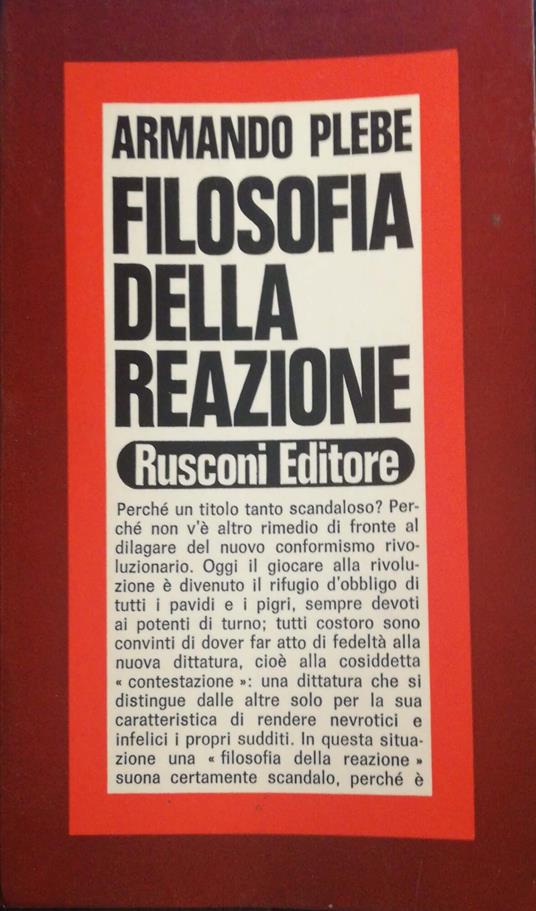 ARMANDO PLEBE
FILOSOFIA
DELLA
REAZIONE
Rusconi Editore
Perché un titolo tanto scandaloso? Per-
ché non v'è altro rimedio di fronte al
dilagare del nuovo conformismo rivo-
luzionario. Oggi il giocare alla rivolu-
zione è divenuto il rifugio d'obbligo di
tutti i pavidi e i pigri, sempre devoti
ai potenti di turno; tutti costoro sono
convinti di dover far atto di fedeltà alla
nuova dittatura, cioè alla cosiddetta
« contestazione »: una dittatura che si
distingue dalle altre solo per la sua
caratteristica di rendere nevrotici e
infelici i propri sudditi. In questa situa-
zione una « filosofia della reazione »
suona certamente scandalo, perché è